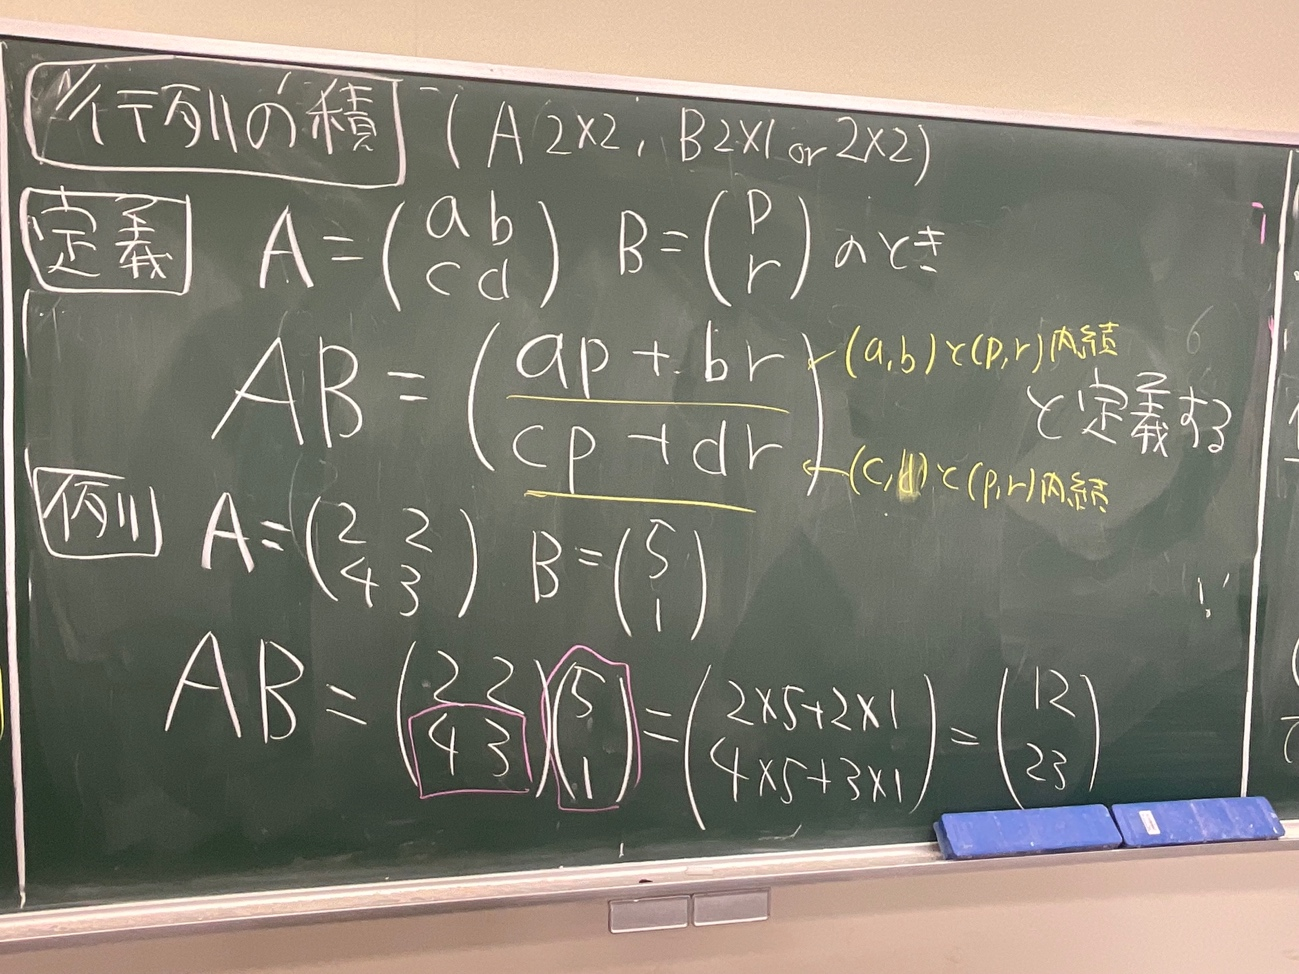 行列の積 (A 2×2, B 2×1 or 2×2)
定義 A = (a b
c d) B = (p
r) のとき
AB = (ap + br
cp + dr) と定義する
(a,b)と(p,r)内績
←(c,d)と(p,r)内績
例 A = (2 2
4 3) B = (5
1)
AB = (2 2
4 3)(5
1) = (2×5+2×1
4×5+3×1) = (12
23)